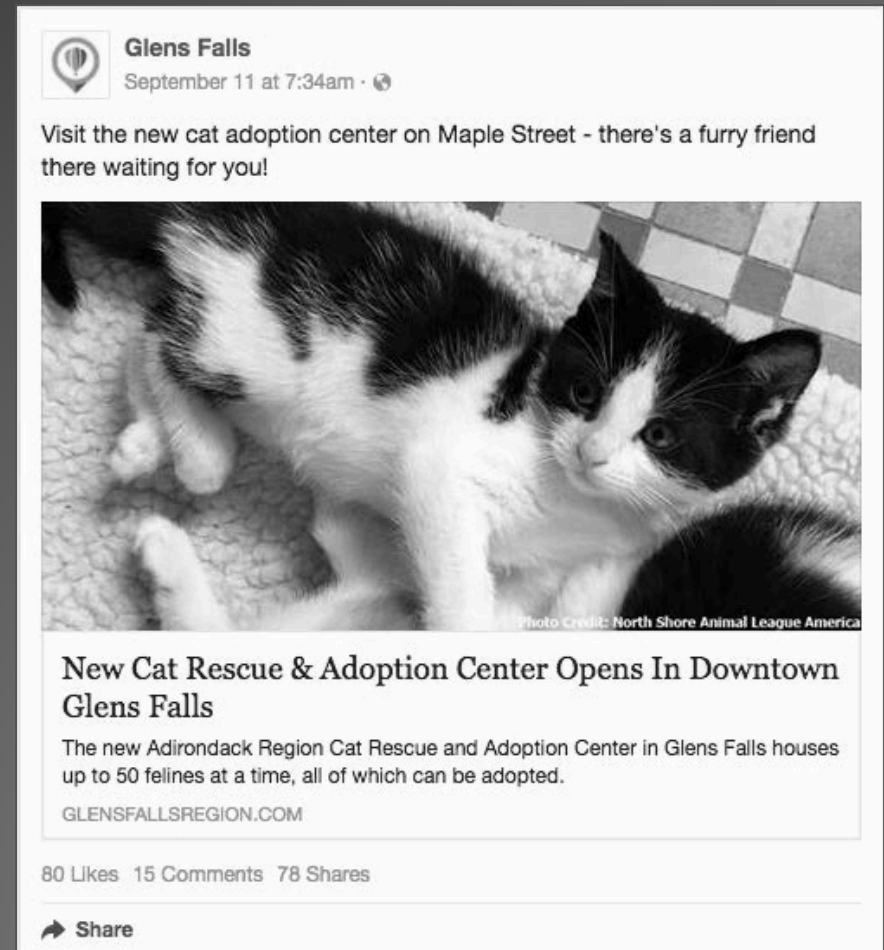 Glens Falls
September 11 at 7:34am ·
Visit the new cat adoption center on Maple Street - there's a furry friend
there waiting for you!
Photo Credit: North Shore Animal League America
New Cat Rescue & Adoption Center Opens In Downtown
Glens Falls
The new Adirondack Region Cat Rescue and Adoption Center in Glens Falls houses
up to 50 felines at a time, all of which can be adopted.
GLENSFALLSREGION.COM
80 Likes 15 Comments 78 Shares
Share